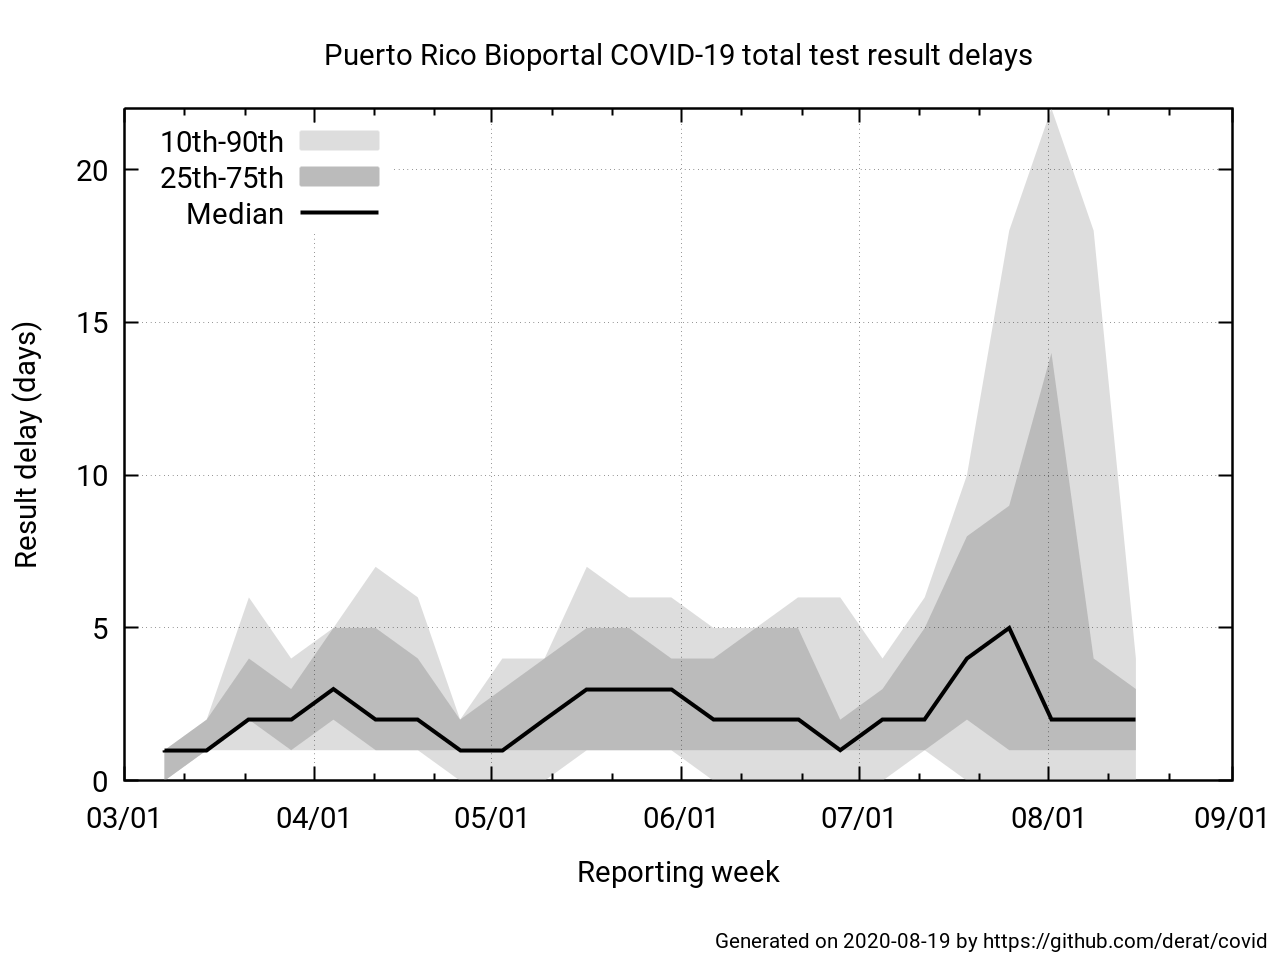 Puerto Rico Bioportal COVID-19 total test result delays
10th-90th
25th-75th
Median
20
15
10
5
0
Result delay (days)
03/01 04/01 05/01 06/01 07/01 08/01 09/01
Reporting week
Generated on 2020-08-19 by https://github.com/derat/covid